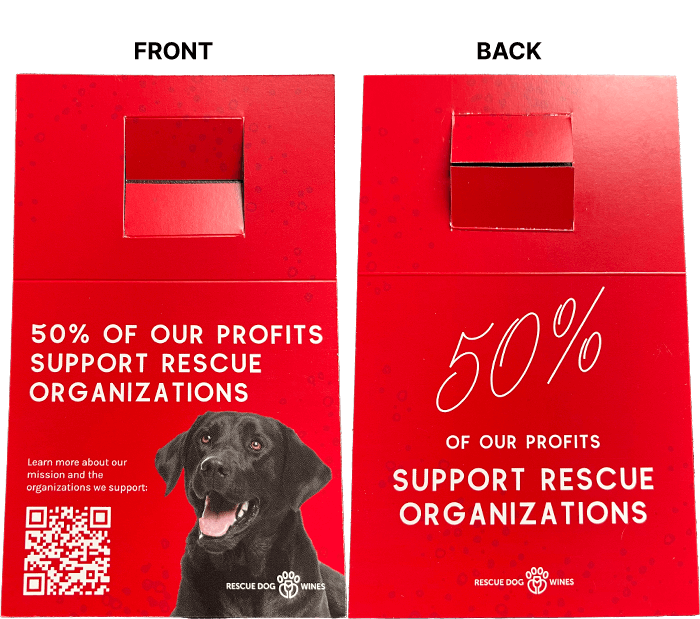 FRONT
BACK
50% OF OUR PROFITS
SUPPORT RESCUE
ORGANIZATIONS
Learn more about our
mission and the
organizations we support:
RESCUE DOG WINES
50%
OF OUR PROFITS
SUPPORT RESCUE
ORGANIZATIONS
RESCUE DOG WINES